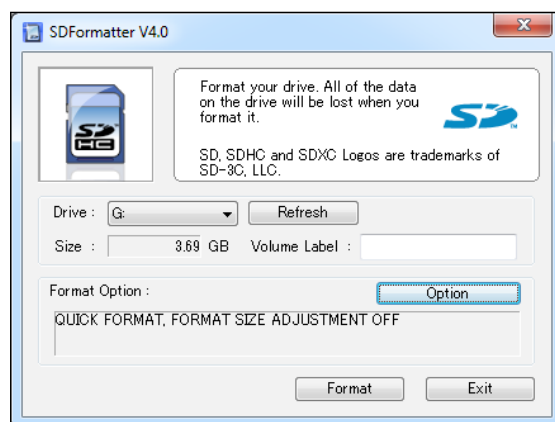 SDFormatter V4.0
Format your drive. All of the data
on the drive will be lost when you
format it.
SD, SDHC and SDXC Logos are trademarks of
SD-3C, LLC.
SD
HC
SD
TM
Drive : G: Refresh
Size : 3.69 GB Volume Label :
Format Option : Option
QUICK FORMAT, FORMAT SIZE ADJUSTMENT OFF
Format Exit